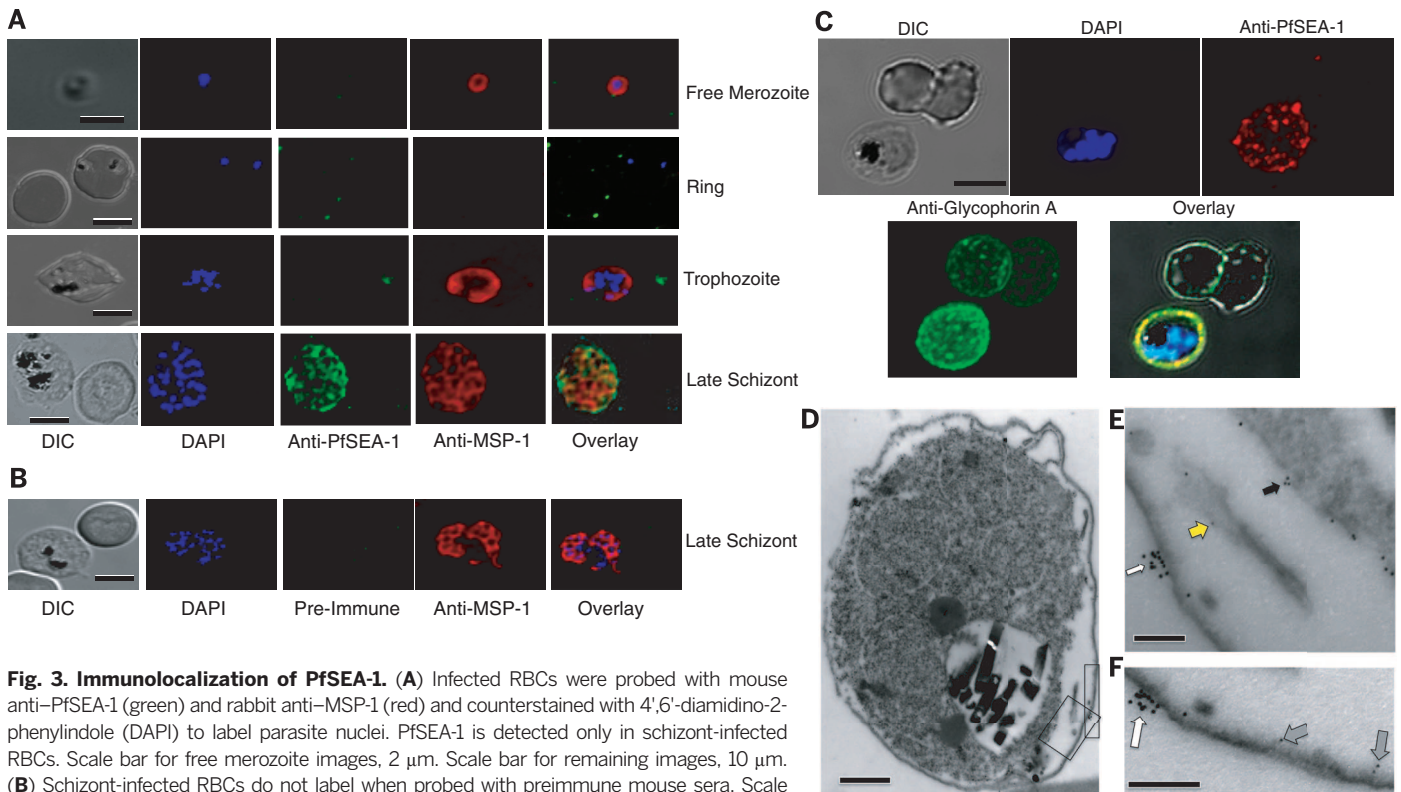 A
Free Merozoite
Ring
Trophozoite
Late Schizont
DIC
DAPI
Anti-PfSEA-1
Anti-MSP-1
Overlay
B
Late Schizont
DIC
DAPI
Pre-Immune
Anti-MSP-1
Overlay
Fig. 3. Immunolocalization of PfSEA-1. (A) Infected RBCs were probed with mouse
anti–PfSEA-1 (green) and rabbit anti–MSP-1 (red) and counterstained with 4',6'-diamidino-2-
phenylindole (DAPI) to label parasite nuclei. PfSEA-1 is detected only in schizont-infected
RBCs. Scale bar for free merozoite images, 2 μm. Scale bar for remaining images, 10 μm.
(B) Schizont-infected RBCs do not label when probed with preimmune mouse sera. Scale
C
DIC
DAPI
Anti-PfSEA-1
Anti-Glycophorin A
Overlay
D
E
F